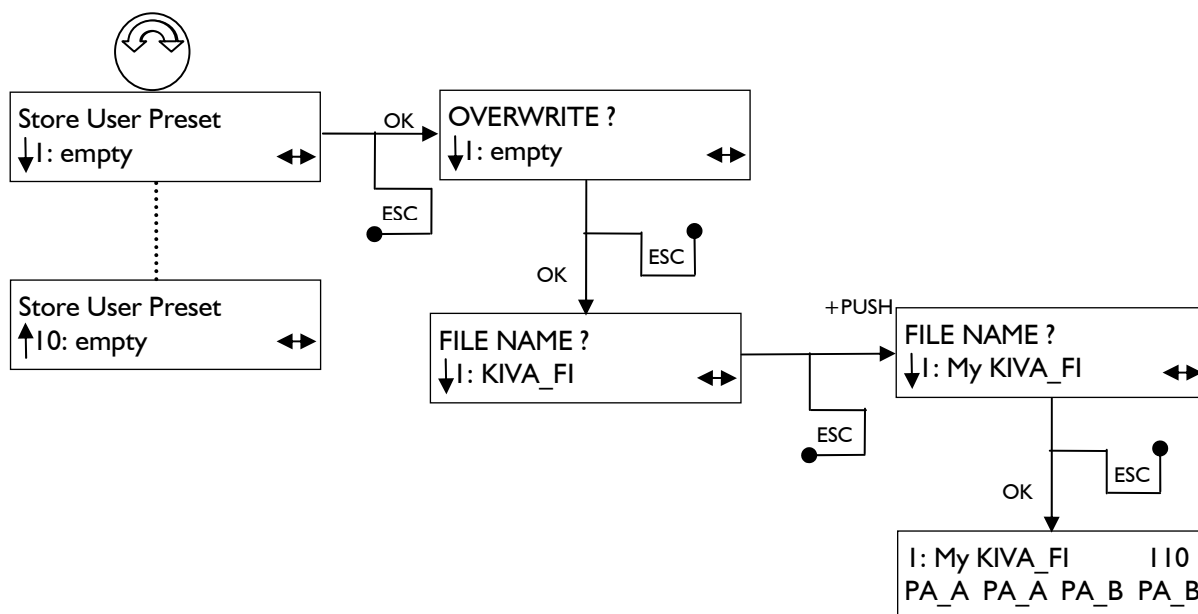 Store User Preset
1: empty
OK
ESC
OVERWRITE ?
1: empty
Store User Preset
10: empty
OK
ESC
FILE NAME ?
1: KIVA_FI
+PUSH
ESC
FILE NAME ?
1: My KIVA_FI
OK
ESC
1: My KIVA_FI 110
PA_A PA_A PA_B PA_B